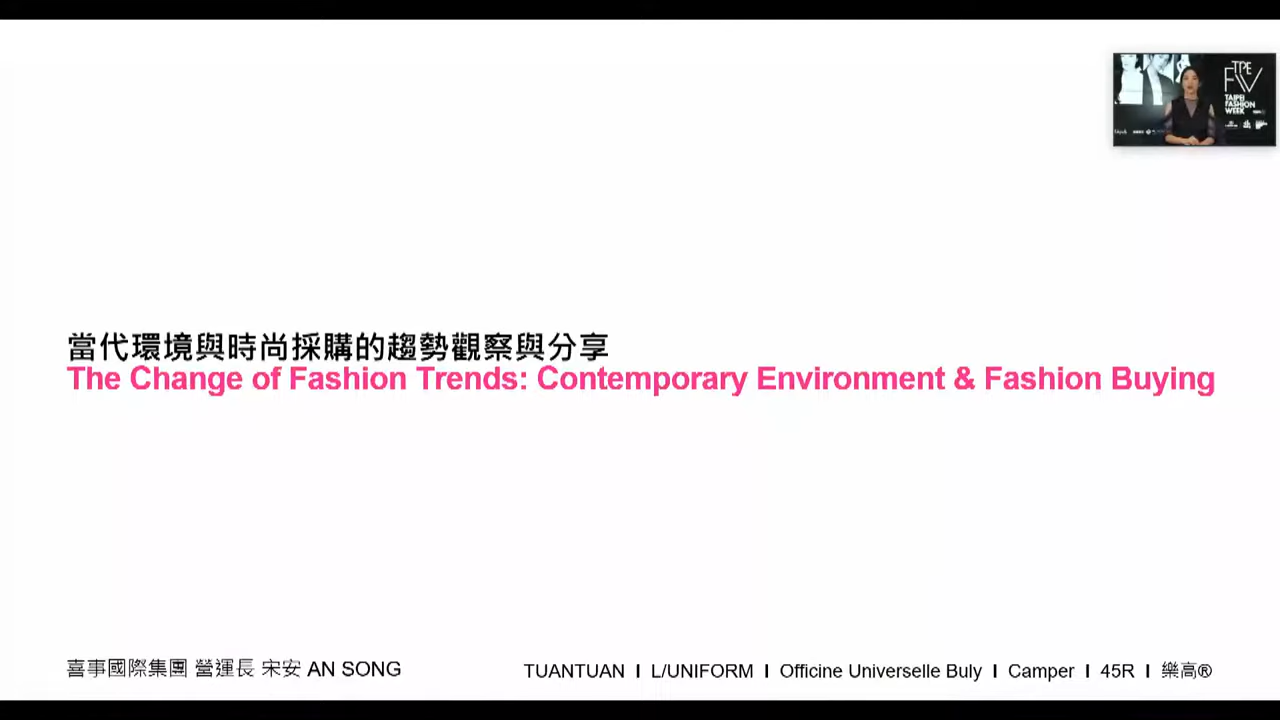 TPE
FW
TAIPEI
FASHION
WEEK
當代環境與時尚採購的趨勢觀察與分享
The Change of Fashion Trends: Contemporary Environment & Fashion Buying
喜事國際集團 營運長 宋安 AN SONG
TUANTUAN I L/UNIFORM I Officine Universelle Buly I Camper I 45R I 樂高®